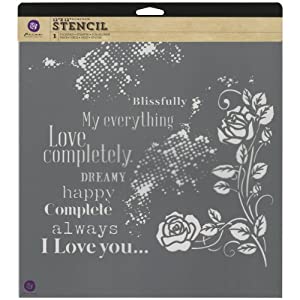 STENCIL
Blissfully
My everything
Love
completely.
DREAMY
happy
Complete
always
I Love you...